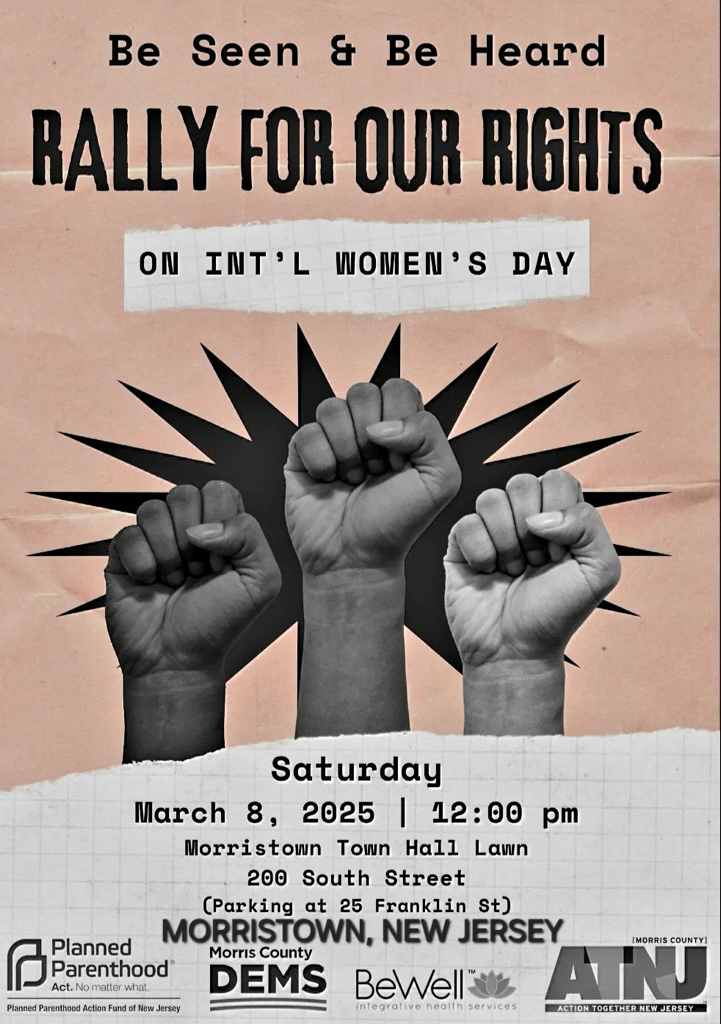 Be Seen & Be Heard
RALLY FOR OUR RIGHTS
ON INT'L WOMEN'S DAY
Saturday
March 8, 2025 | 12:00 pm
Morristown Town Hall Lawn
200 South Street
(Parking at 25 Franklin St)
MORRISTOWN, NEW JERSEY
Planned
Parenthood®
Act. No matter what.
Planned Parenthood Action Fund of New Jersey
Morris County
DEMS
BeWell™
integrative health services
[MORRIS COUNTY]
ATNJ
ACTION TOGETHER NEW JERSEY